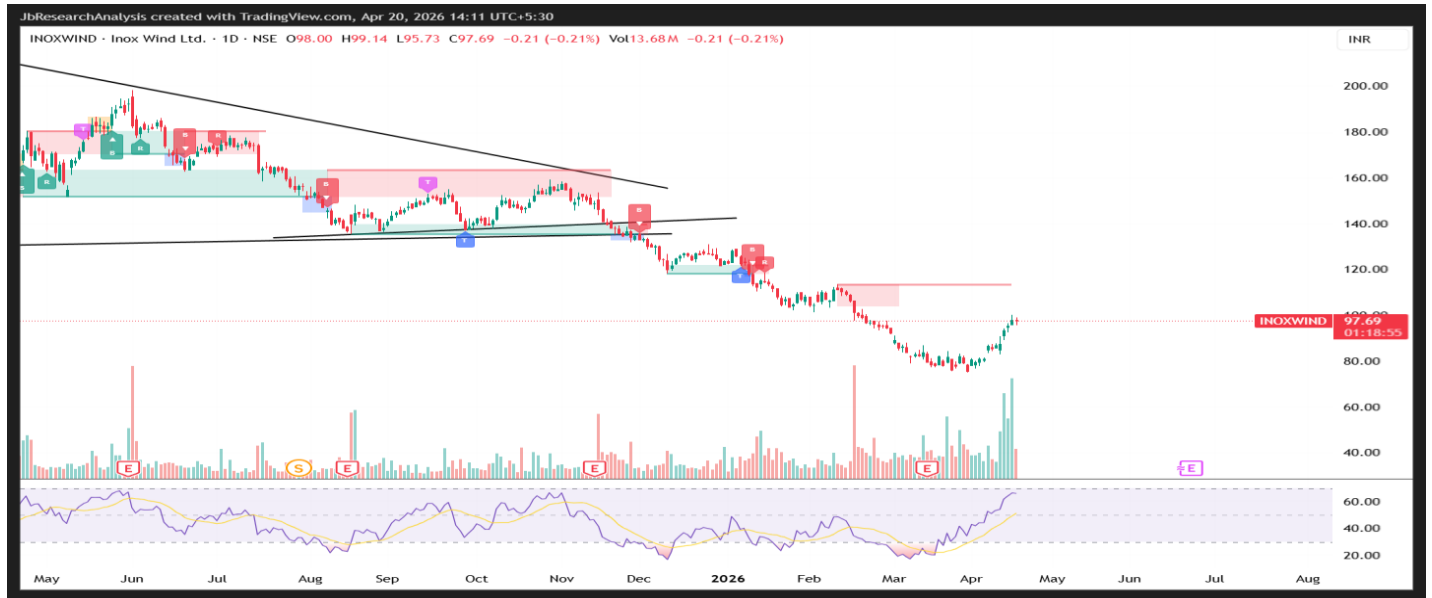 JbResearchAnalysis created with TradingView.com, Apr 20, 2026 14:11 UTC+5:30
INOXWIND · Inox Wind Ltd. · 1D · NSE O98.00 H99.14 L95.73 C97.69 −0.21 (−0.21%) Vol13.68M −0.21 (−0.21%)
INR
200.00
180.00
160.00
140.00
120.00
INOXWIND 97.69
01:18:55
80.00
60.00
40.00
T
S
R
S
R
S
R
S
T
T
S
S
R
T
E
S
E
E
E
E
60.00
40.00
20.00
May Jun Jul Aug Sep Oct Nov Dec 2026 Feb Mar Apr May Jun Jul Aug